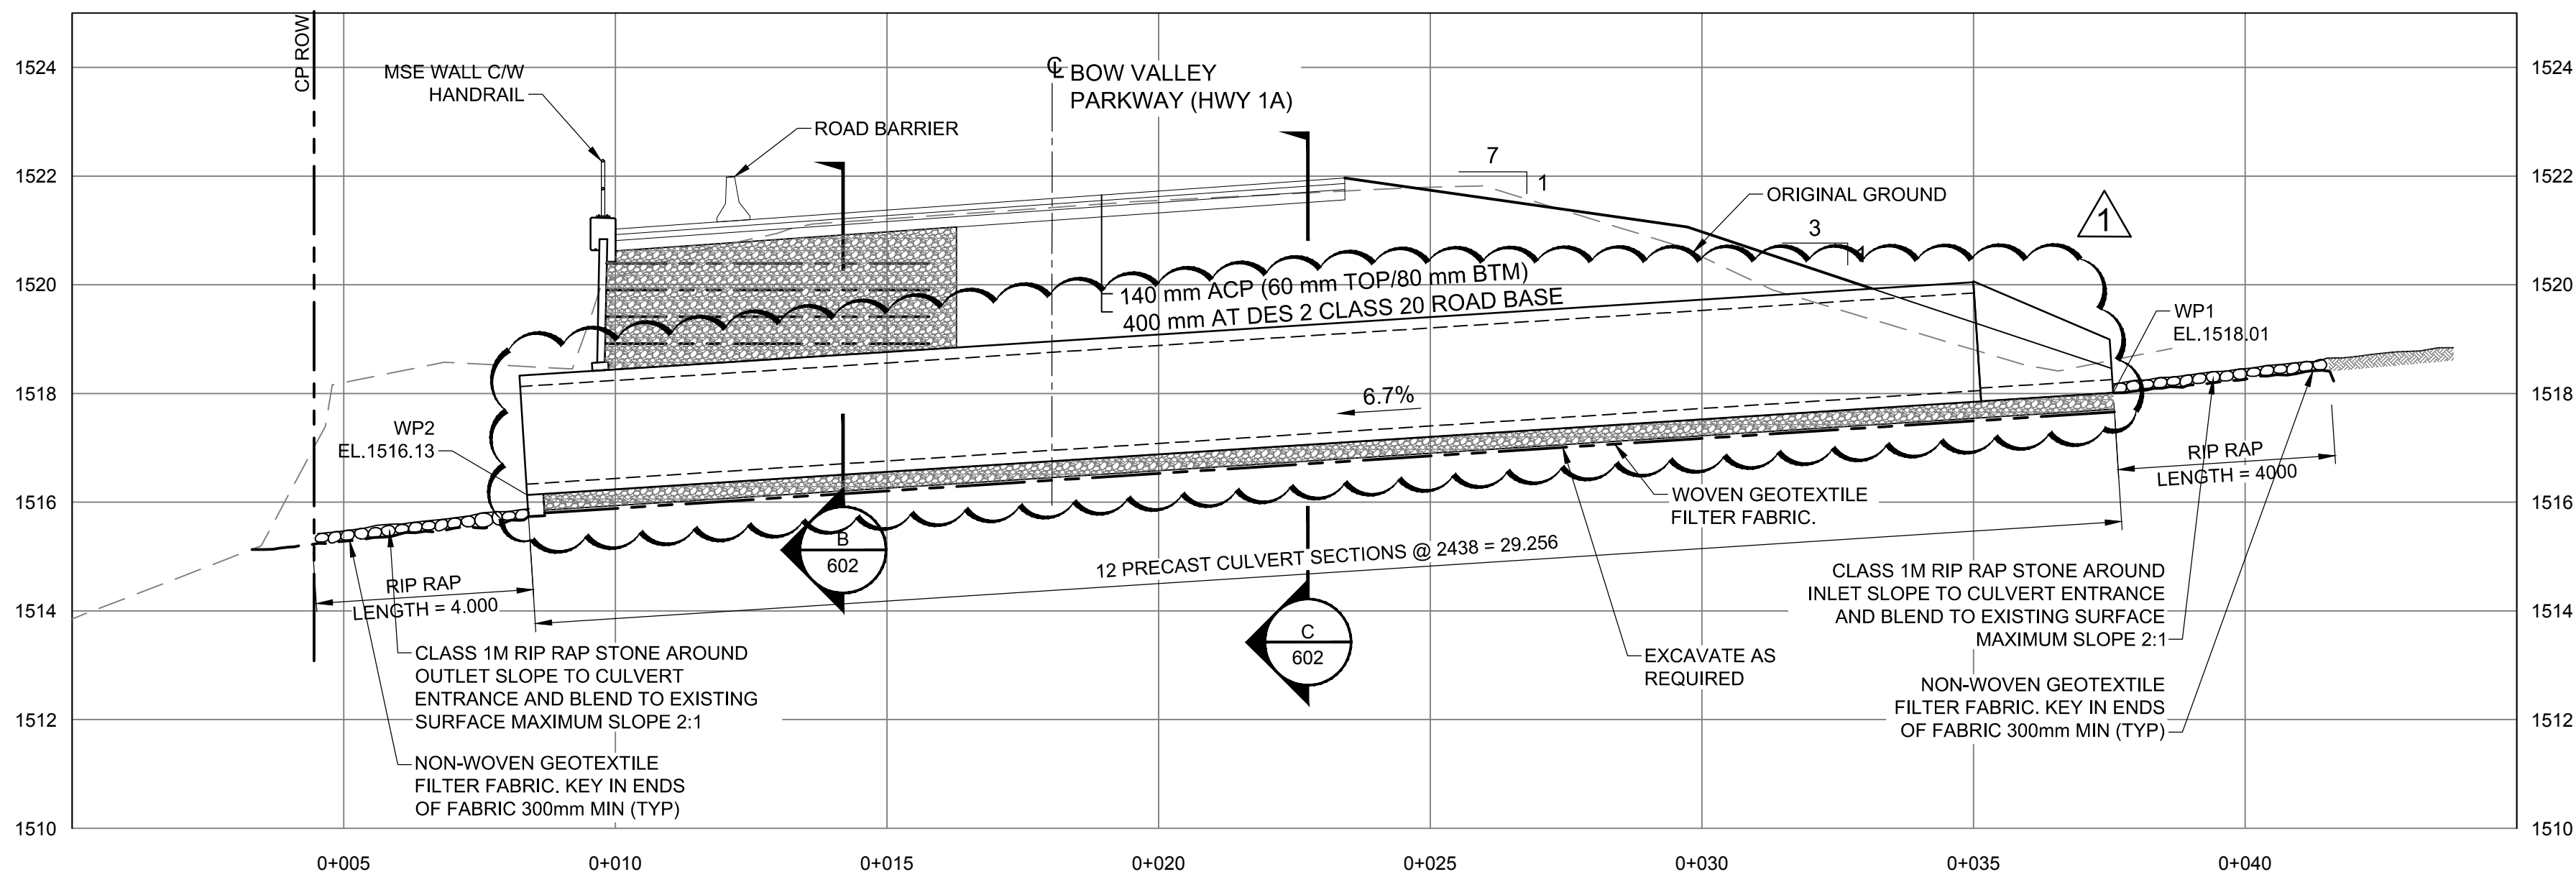 CP ROW
1524
1522
1520
1518
1516
1514
1512
1510
MSE WALL C/W
HANDRAIL
ROAD BARRIER
℄ BOW VALLEY
PARKWAY (HWY 1A)
7
1
ORIGINAL GROUND
3
1
1
140 mm ACP (60 mm TOP/80 mm BTM)
400 mm AT DES 2 CLASS 20 ROAD BASE
WP1
EL.1518.01
6.7%
WP2
EL.1516.13
RIP RAP
LENGTH = 4000
WOVEN GEOTEXTILE
FILTER FABRIC.
B
602
12 PRECAST CULVERT SECTIONS @ 2438 = 29.256
RIP RAP
LENGTH = 4.000
C
602
CLASS 1M RIP RAP STONE AROUND
OUTLET SLOPE TO CULVERT
ENTRANCE AND BLEND TO EXISTING
SURFACE MAXIMUM SLOPE 2:1
NON-WOVEN GEOTEXTILE
FILTER FABRIC. KEY IN ENDS
OF FABRIC 300mm MIN (TYP)
EXCAVATE AS
REQUIRED
CLASS 1M RIP RAP STONE AROUND
INLET SLOPE TO CULVERT ENTRANCE
AND BLEND TO EXISTING SURFACE
MAXIMUM SLOPE 2:1
NON-WOVEN GEOTEXTILE
FILTER FABRIC. KEY IN ENDS
OF FABRIC 300mm MIN (TYP)
1524
1522
1520
1518
1516
1514
1512
1510
0+005
0+010
0+015
0+020
0+025
0+030
0+035
0+040